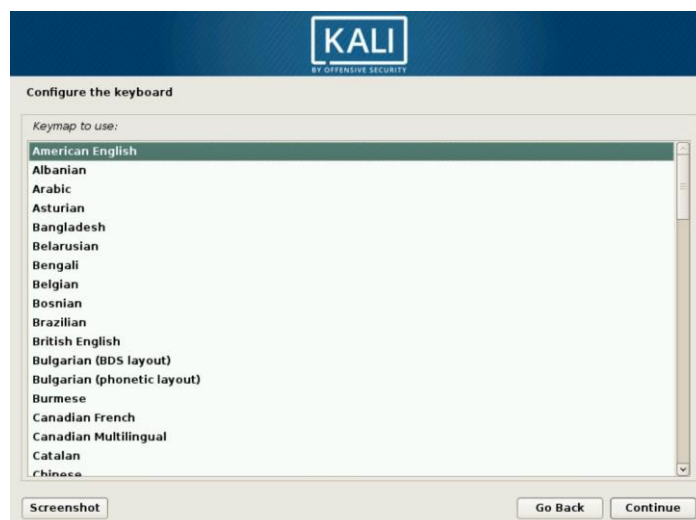 KALI
BY OFFENSIVE SECURITY
Configure the keyboard
Keymap to use:
American English
Albanian
Arabic
Asturian
Bangladesh
Belarusian
Bengali
Belgian
Bosnian
Brazilian
British English
Bulgarian (BDS layout)
Bulgarian (phonetic layout)
Burmese
Canadian French
Canadian Multilingual
Catalan
Chinese
Screenshot Go Back Continue